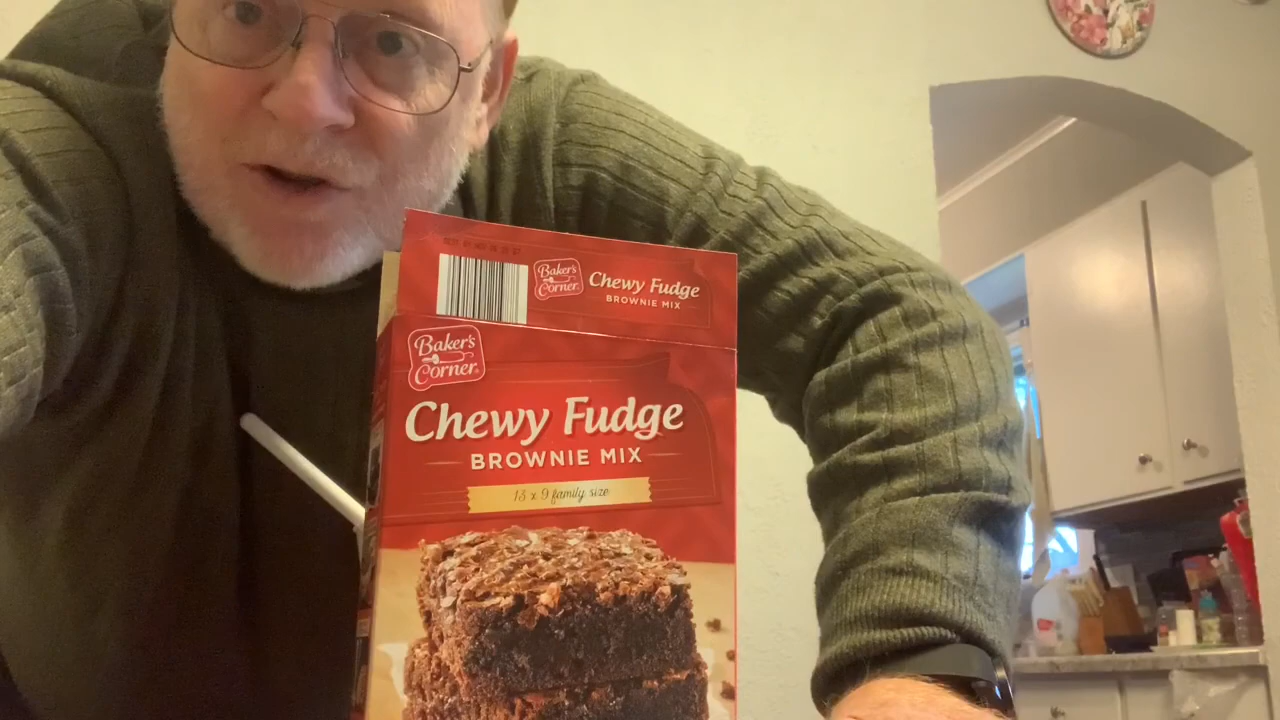 Baker's
Corner
Chewy Fudge
BROWNIE MIX
Baker's
Corner
Chewy Fudge
BROWNIE MIX
13 x 9 family size